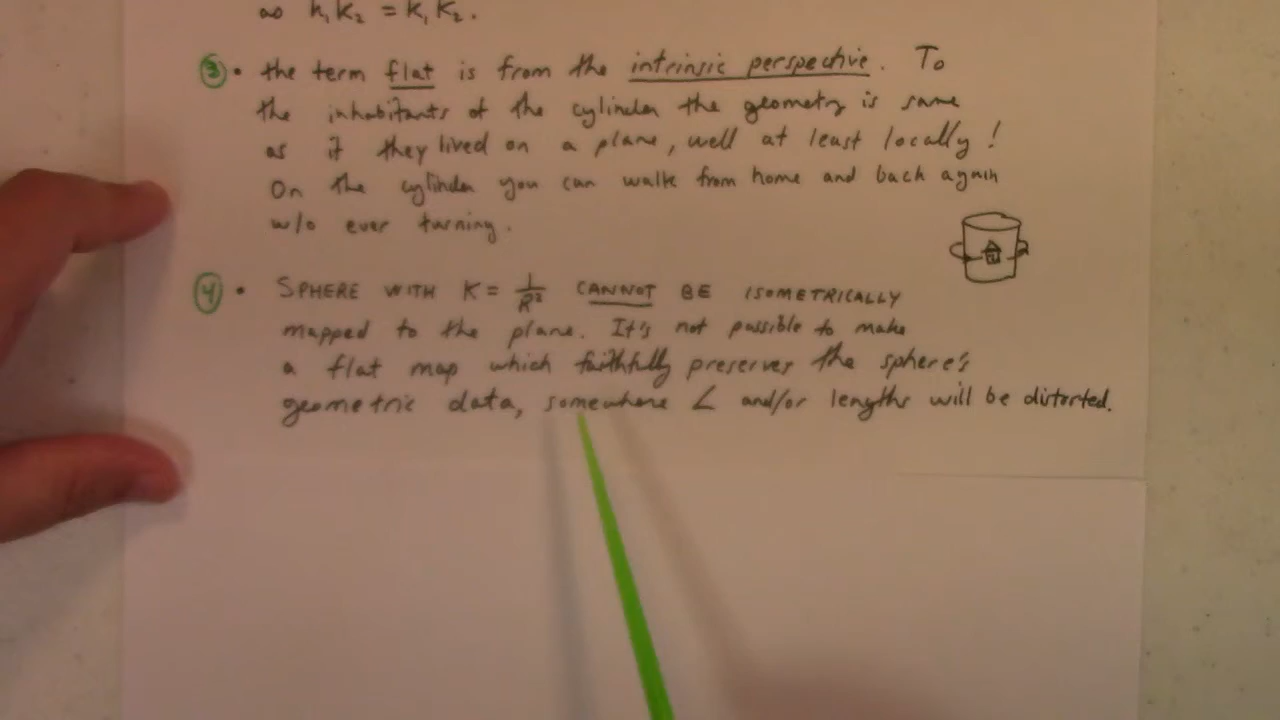 as k₁k₂ = k₁k₂.
③ • the term flat is from the intrinsic perspective. To
the inhabitants of the cylinder the geometry is same
as if they lived on a plane, well at least locally!
On the cylinder you can walk from home and back again
w/o ever turning.
④ • SPHERE WITH K = 1/R² CANNOT BE ISOMETRICALLY
mapped to the plane. It's not possible to make
a flat map which faithfully preserves the sphere's
geometric data, somewhere ∠ and/or lengths will be distorted.